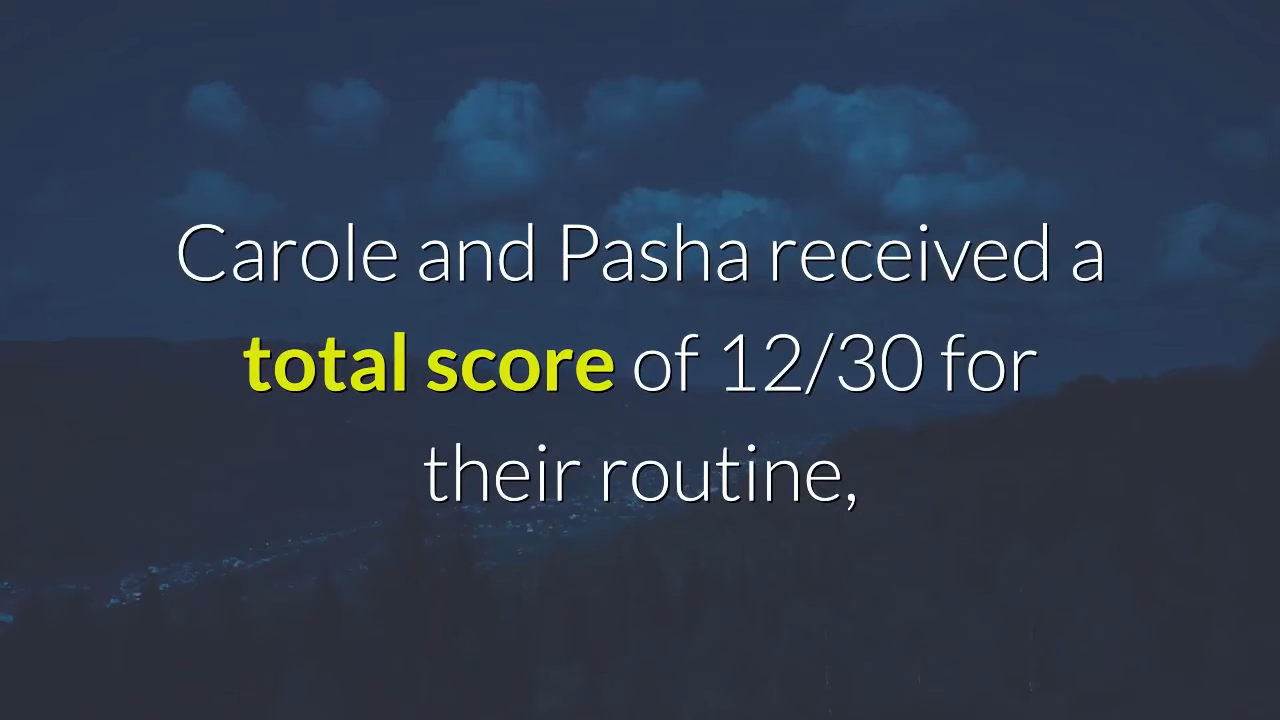 Carole and Pasha received a
total score of 12/30 for
their routine,